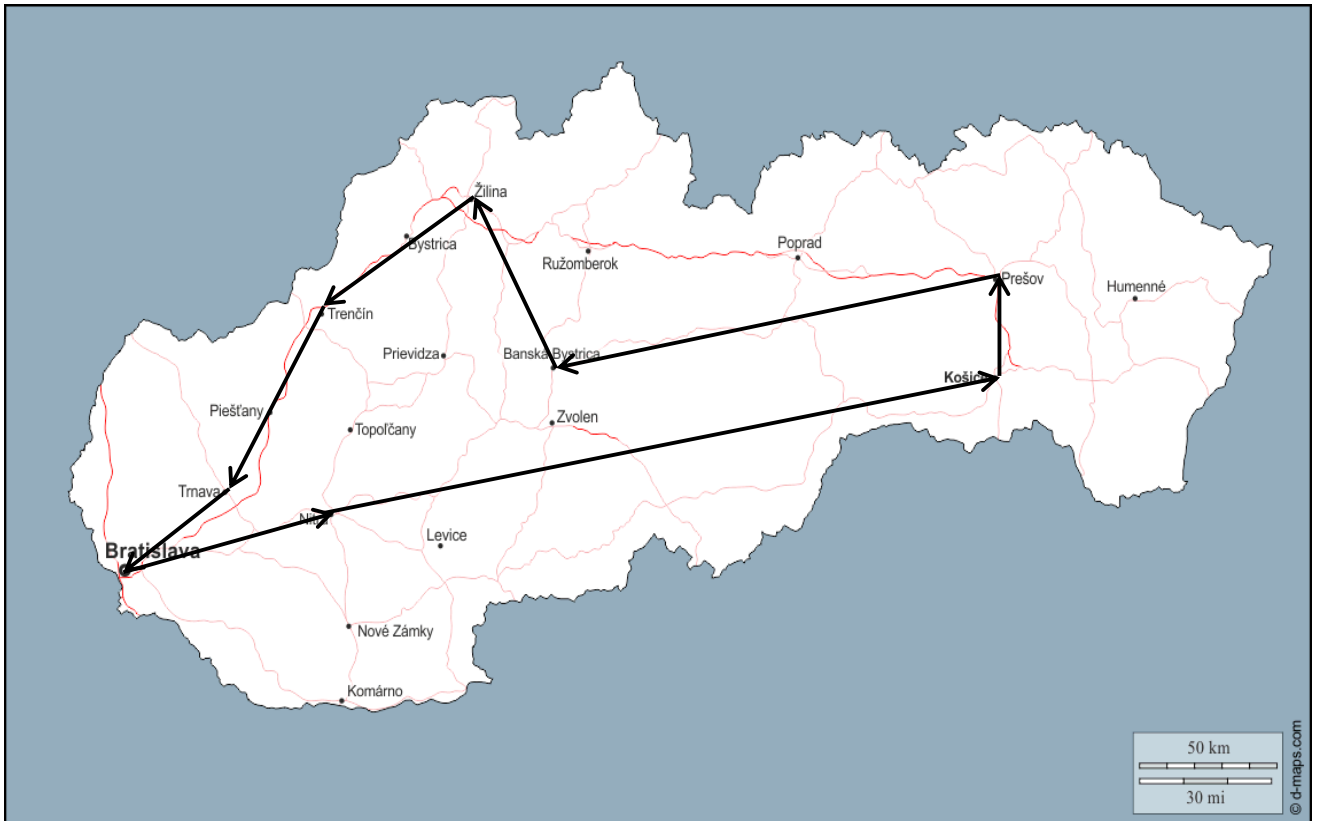 Žilina
Bystrica
Ružomberok
Poprad
Prešov
Humenné
Trenčín
Prievidza
Banská Bystrica
Košice
Piešťany
Topoľčany
Zvolen
Trnava
Nitra
Levice
Bratislava
Nové Zámky
Komárno
50 km
30 mi
© d-maps.com